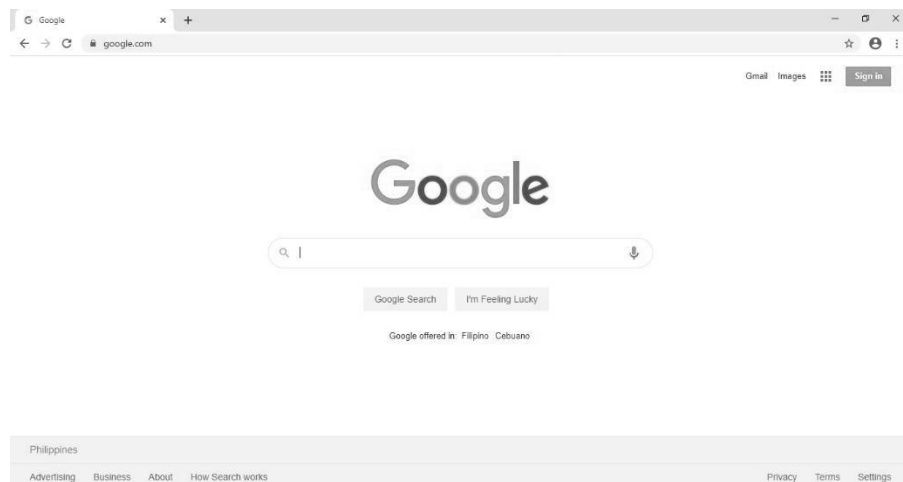 Google
google.com
Gmail Images Sign in
Google
Google Search I'm Feeling Lucky
Google offered in: Filipino Cebuano
Philippines
Advertising Business About How Search works Privacy Terms Settings